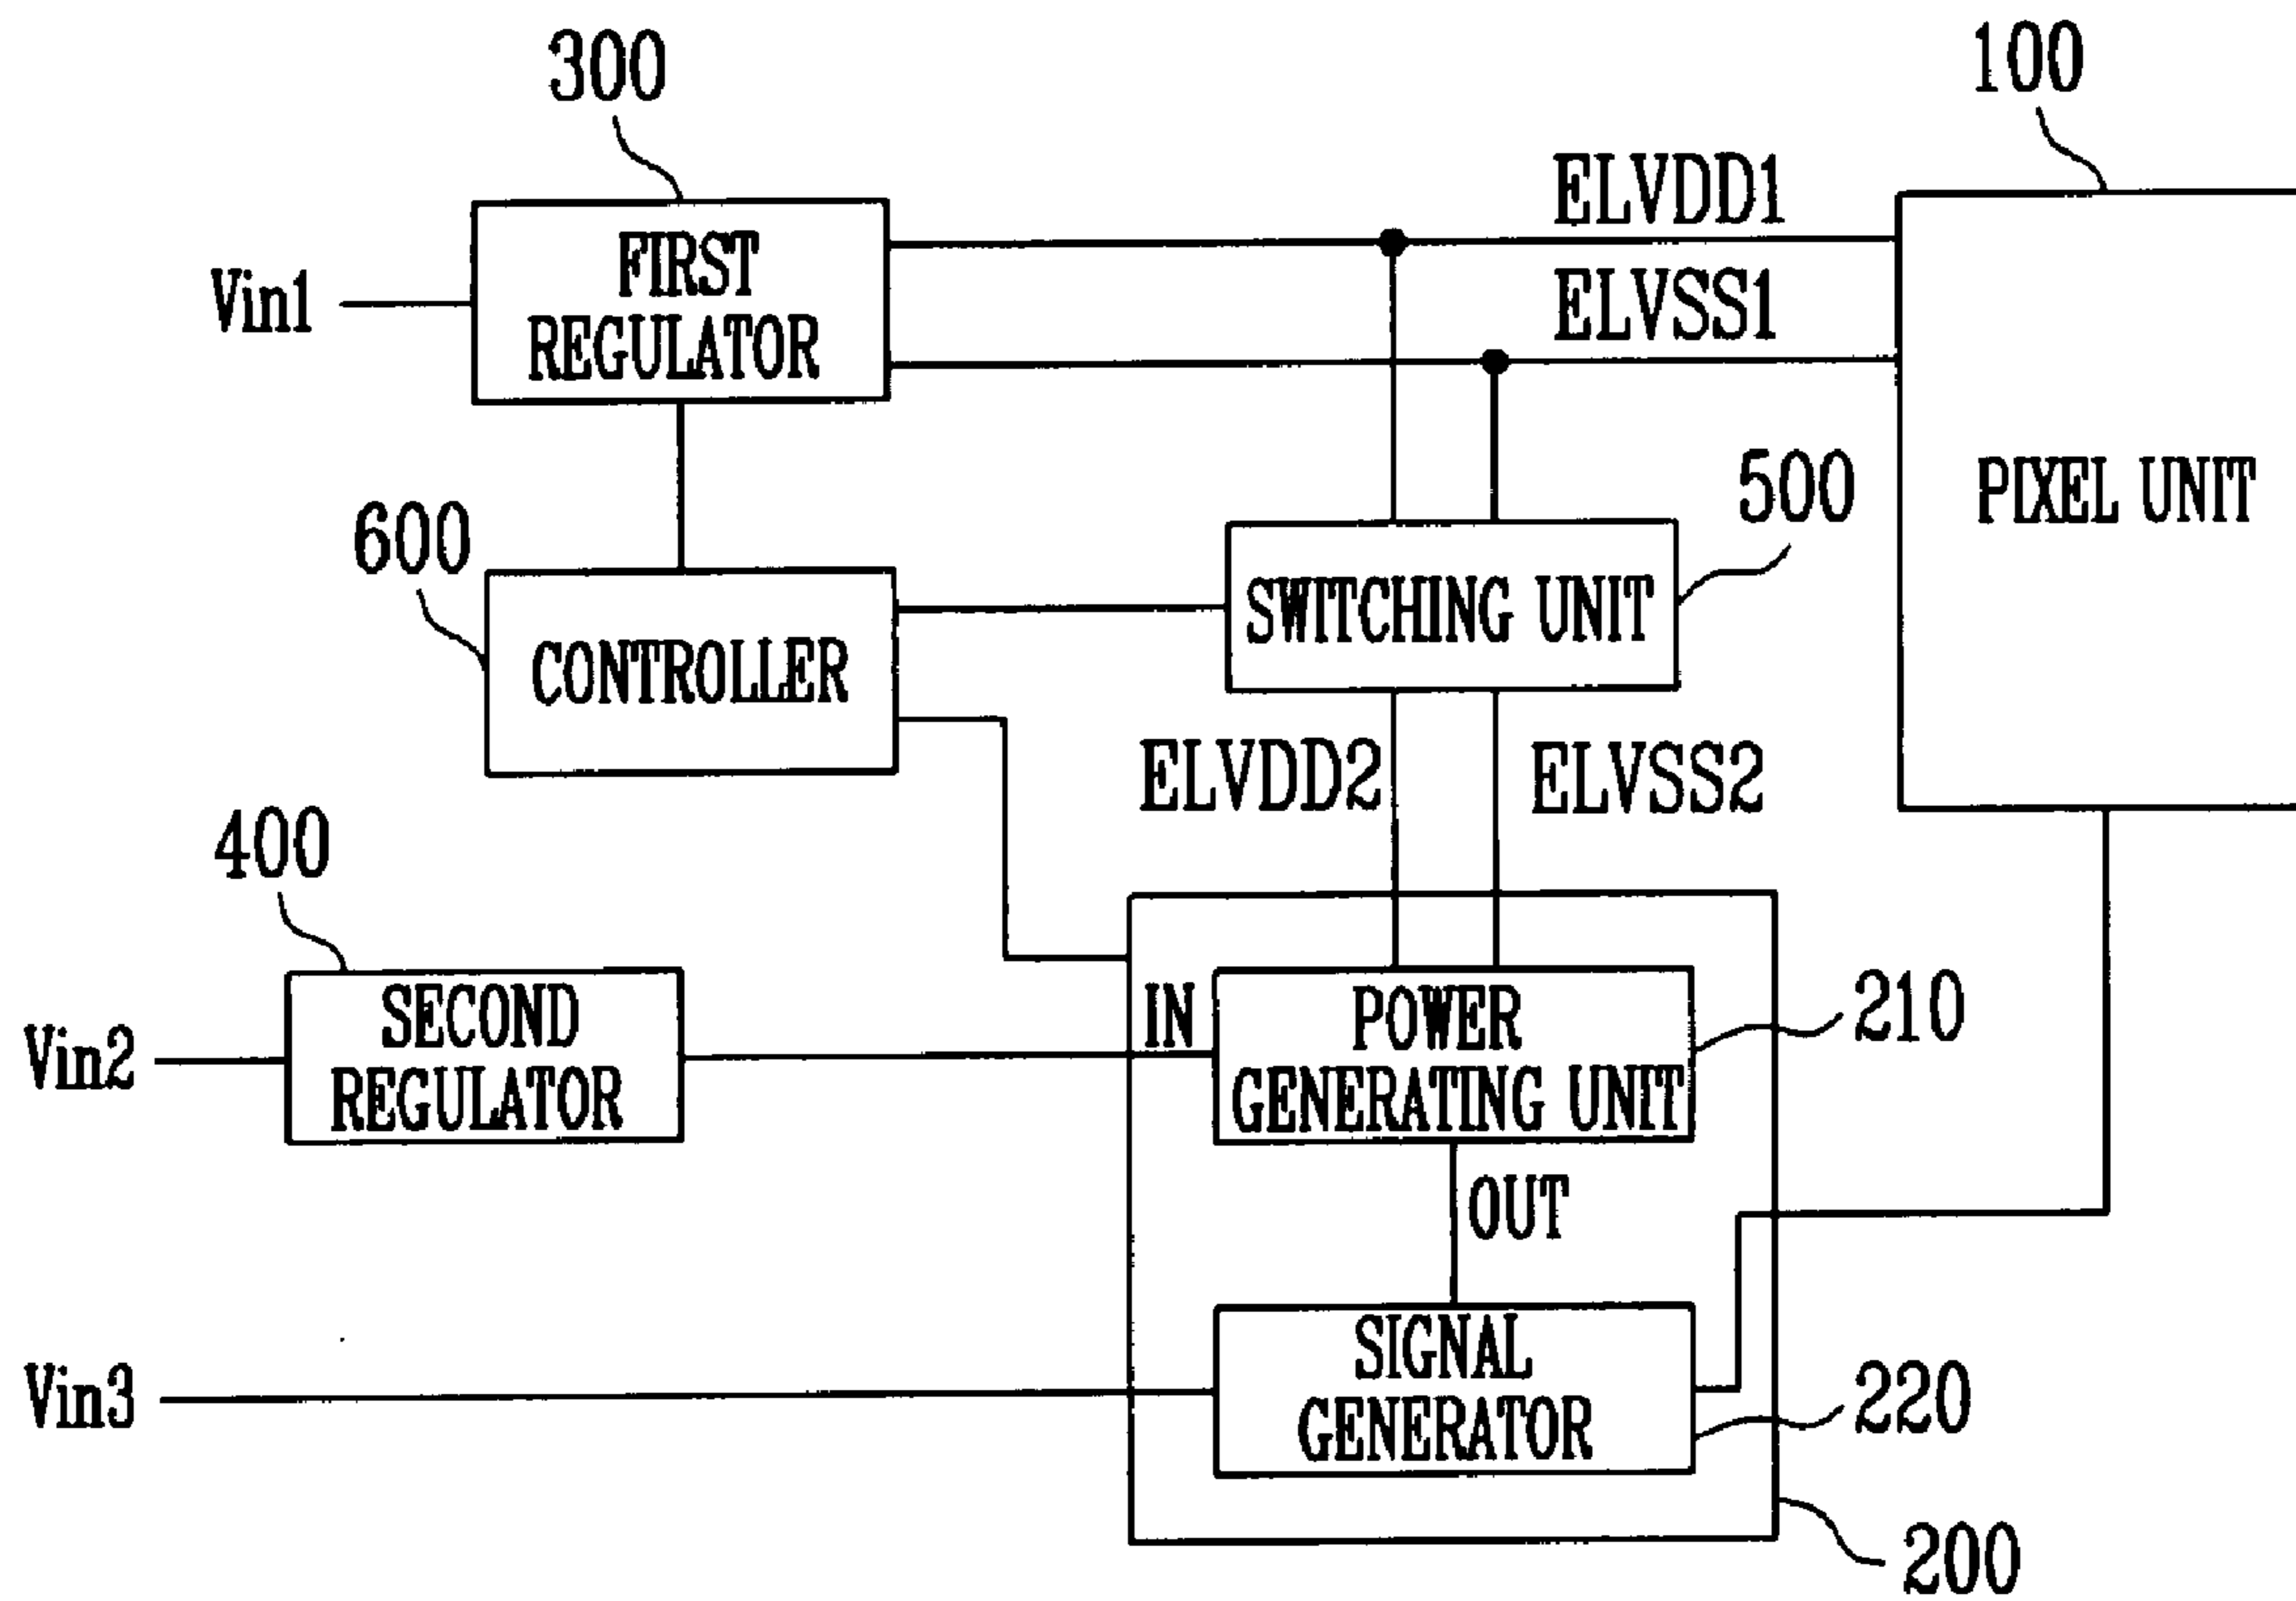 300
100
ELVDD1
FIRST
REGULATOR
Vin1
ELVSS1
PIXEL UNIT
500
600
SWITCHING UNIT
CONTROLLER
ELVDD2
ELVSS2
400
SECOND
REGULATOR
Vin2
IN
POWER
GENERATING UNIT
210
OUT
SIGNAL
GENERATOR
Vin3
220
200